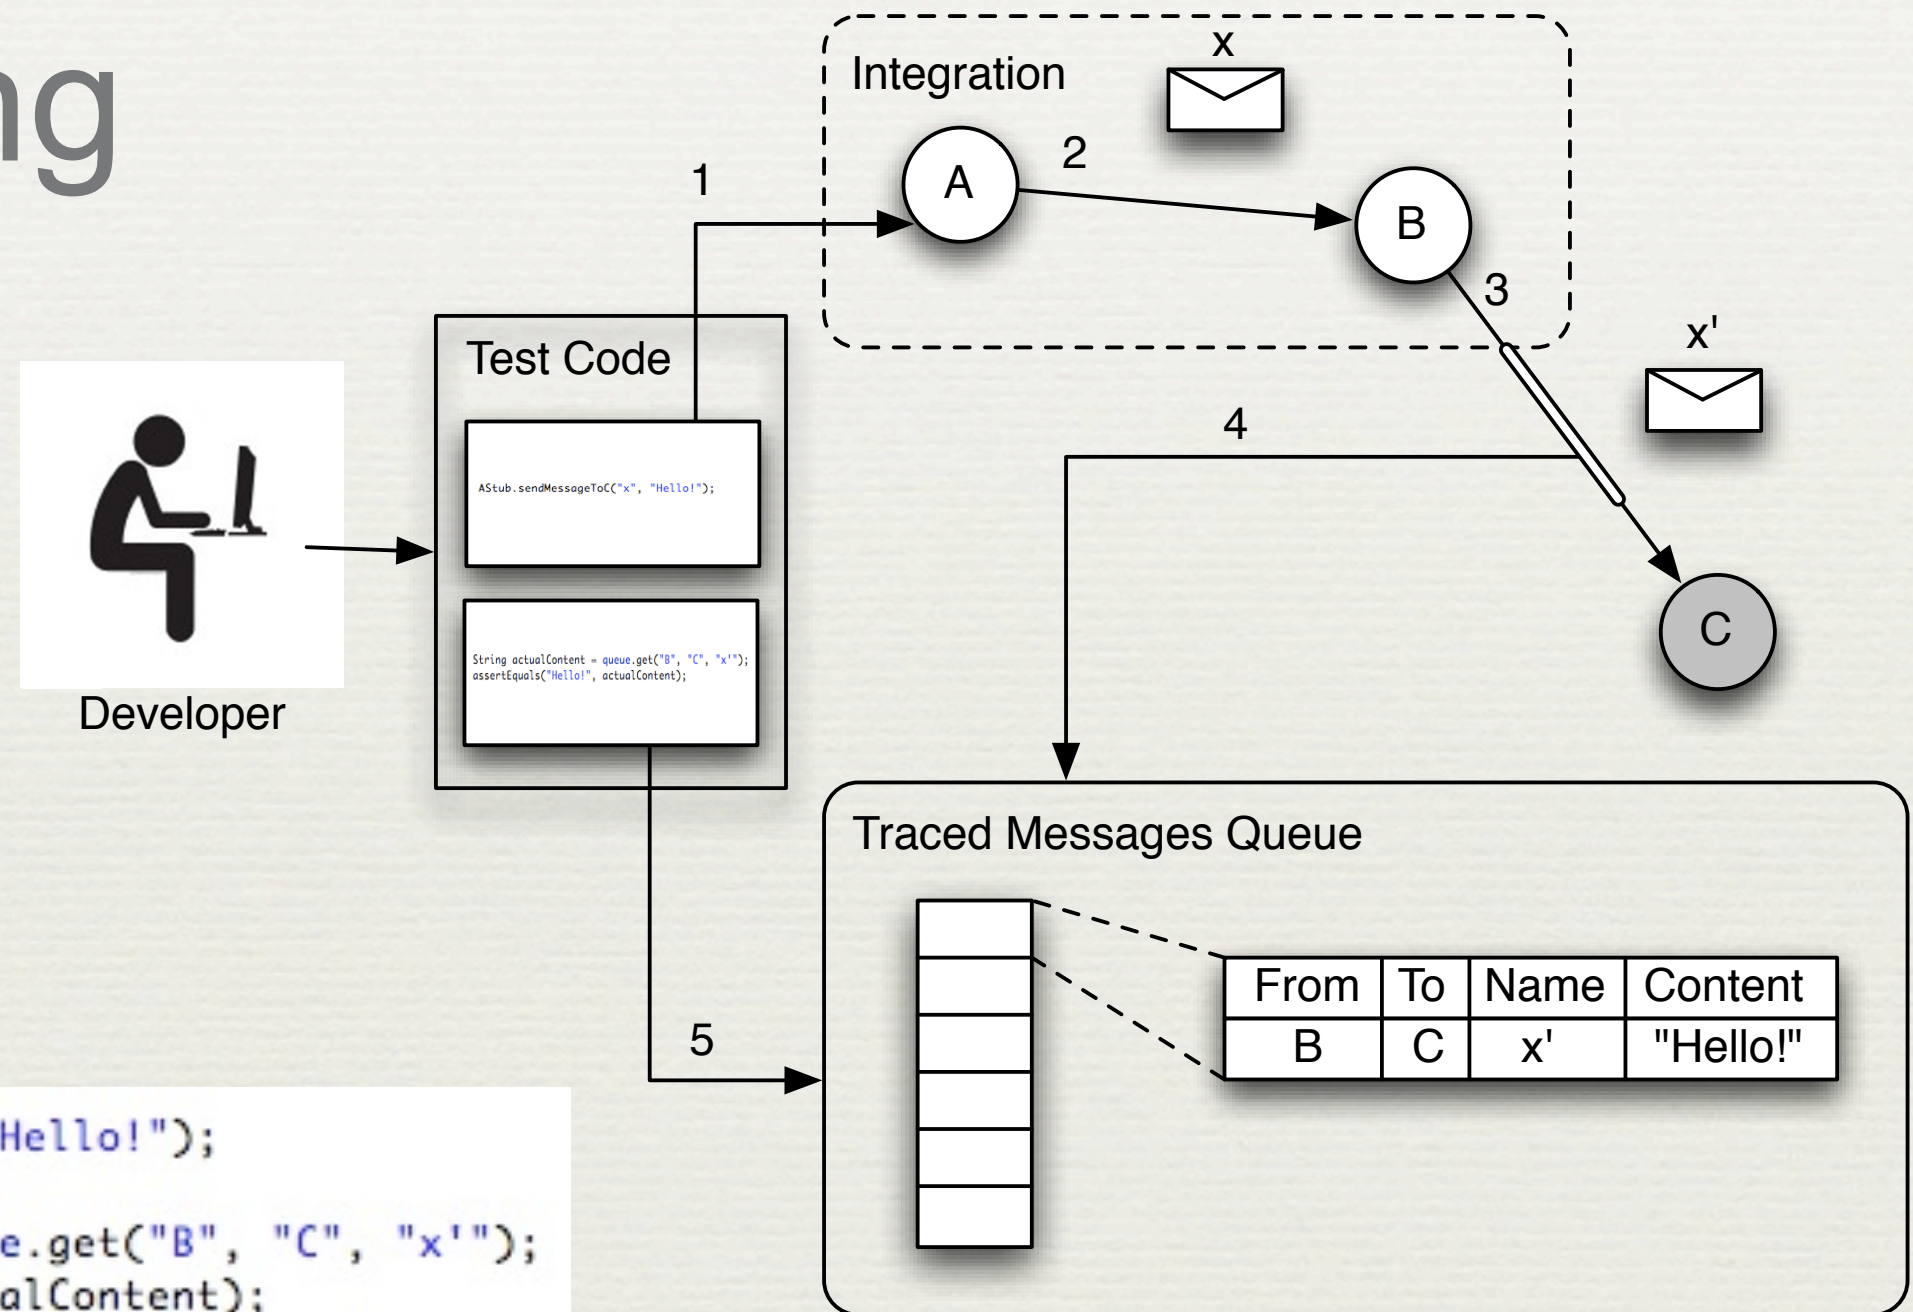 ng
Integration
x
A
2
B
1
3
x'
Test Code
AStub.sendMessageToC("x", "Hello!");
4
String actualContent = queue.get("B", "C", "x'");
assertEquals("Hello!", actualContent);
C
Developer
Traced Messages Queue
From To Name Content
B C x' "Hello!"
5
Hello!");
e.get("B", "C", "x'");
alContent);